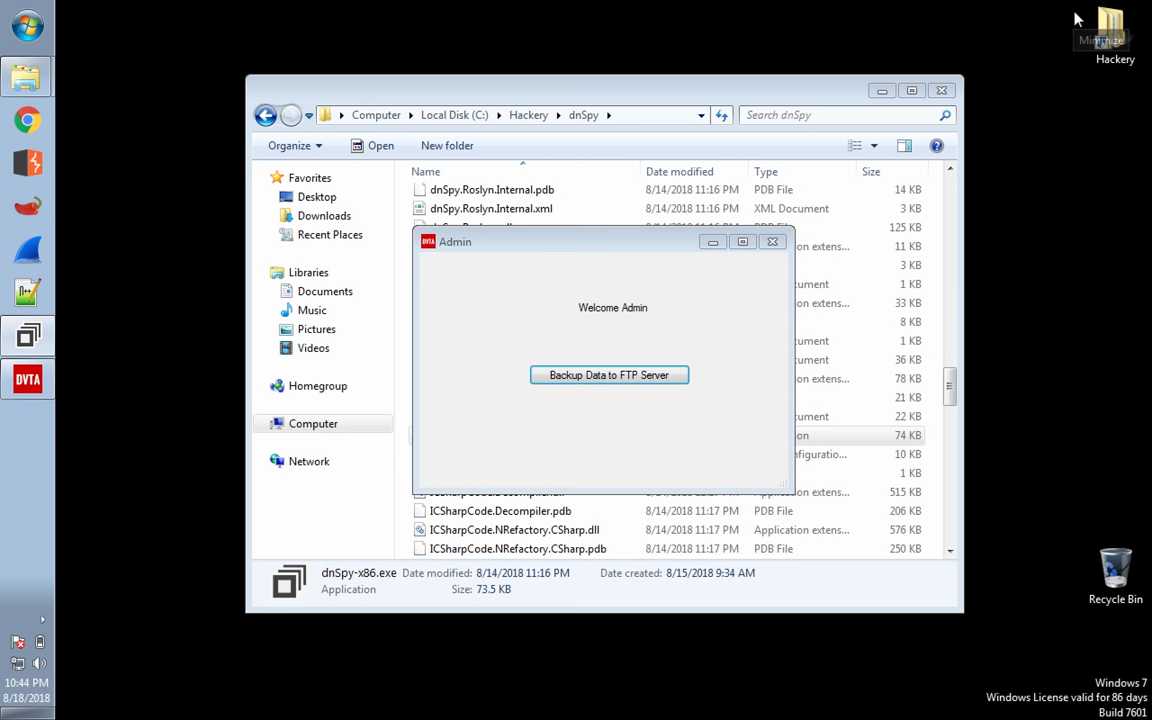 Minimize
Hackery
Computer ▸ Local Disk (C:) ▸ Hackery ▸ dnSpy ▸
Search dnSpy
Organize
Open
New folder
Name
Date modified
Type
Size
Favorites
Desktop
Downloads
Recent Places
Libraries
Documents
Music
Pictures
Videos
Homegroup
Computer
Network
dnSpy.Roslyn.Internal.pdb 8/14/2018 11:16 PM PDB File 14 KB
dnSpy.Roslyn.Internal.xml 8/14/2018 11:16 PM XML Document 3 KB
125 KB
extens... 11 KB
3 KB
1 KB
extens... 33 KB
8 KB
1 KB
36 KB
extens... 78 KB
21 KB
22 KB
74 KB
10 KB
1 KB
515 KB
ICSharpCode.Decompiler.pdb 8/14/2018 11:17 PM PDB File 206 KB
ICSharpCode.NRefactory.CSharp.dll 8/14/2018 11:17 PM Application extens... 576 KB
ICSharpCode.NRefactory.CSharp.pdb 8/14/2018 11:17 PM PDB File 250 KB
DVTA Admin
Welcome Admin
Backup Data to FTP Server
dnSpy-x86.exe Date modified: 8/14/2018 11:16 PM Date created: 8/15/2018 9:34 AM
Application Size: 73.5 KB
DVTA
10:44 PM
8/18/2018
Recycle Bin
Windows 7
Windows License valid for 86 days
Build 7601